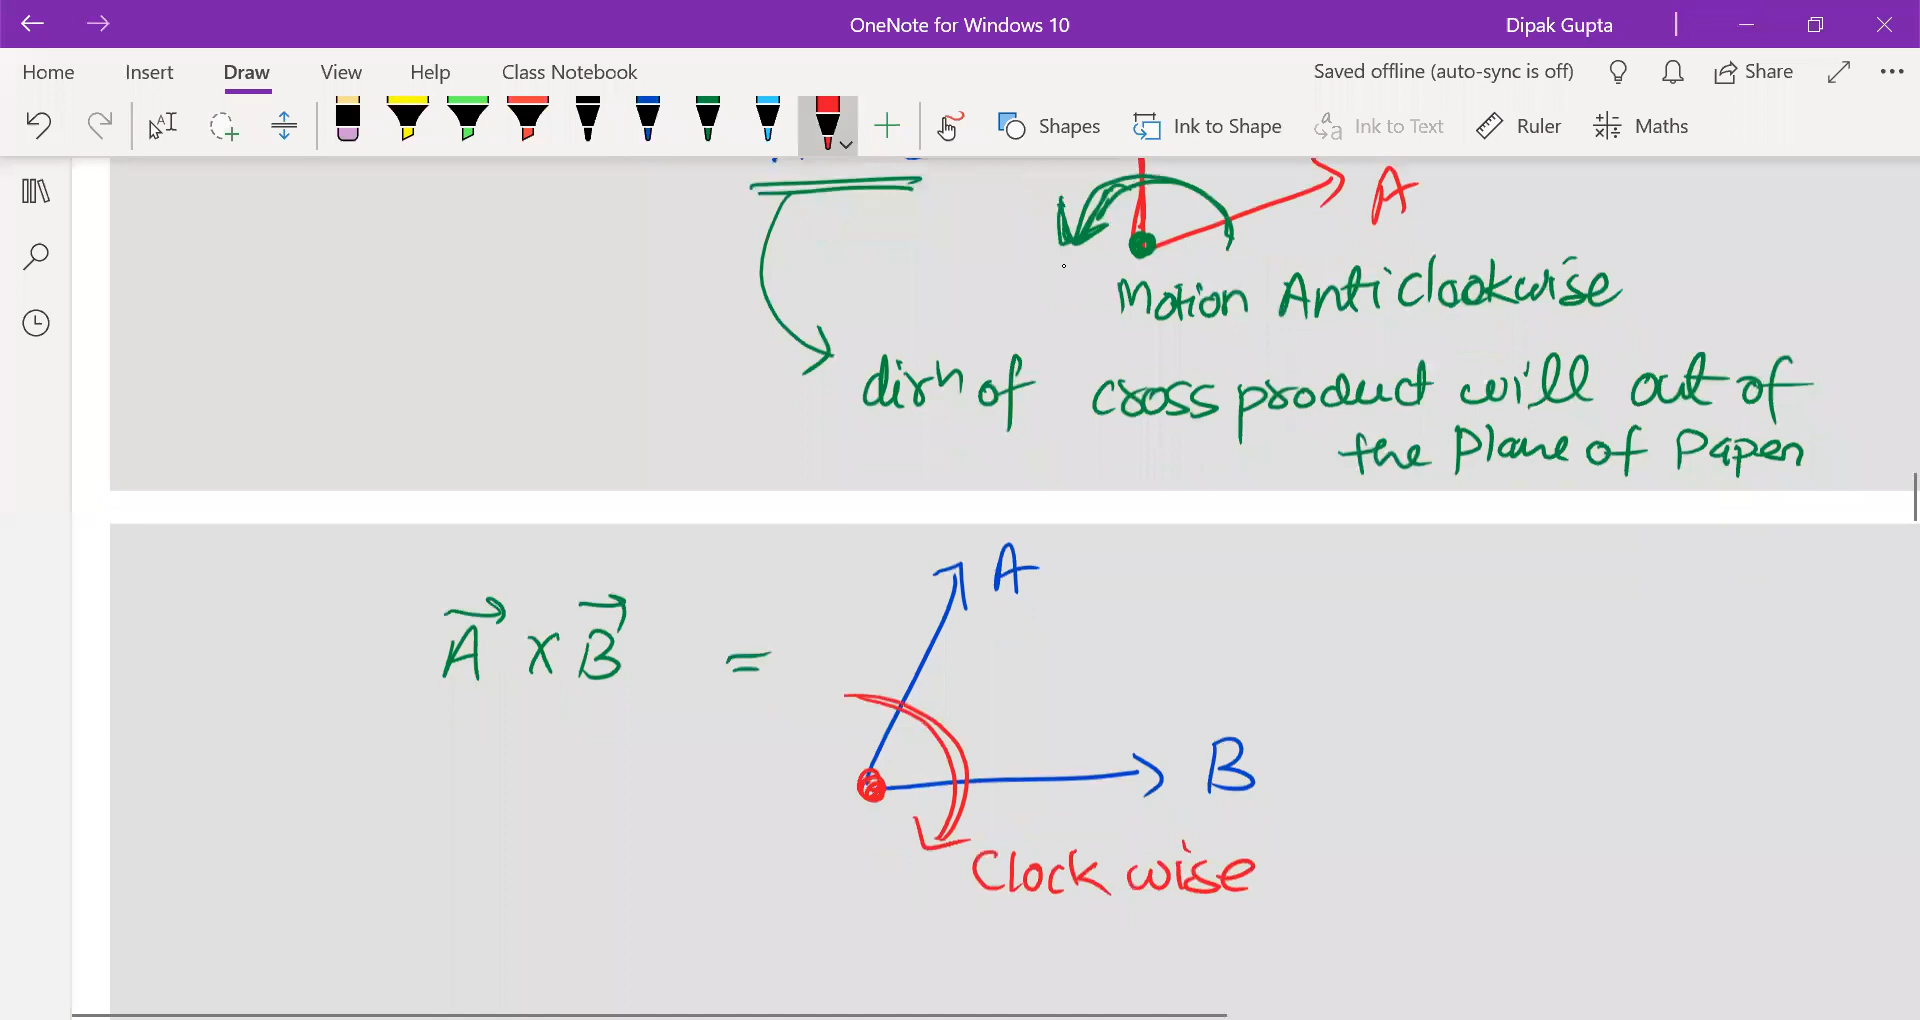 OneNote for Windows 10
Dipak Gupta
Home Insert Draw View Help Class Notebook
Saved offline (auto-sync is off) Share
Shapes Ink to Shape Ink to Text Ruler Maths
A
Motion Anticlockwise
dirn of cross product will out of
the Plane of Paper
A
A x B =
B
Clock wise